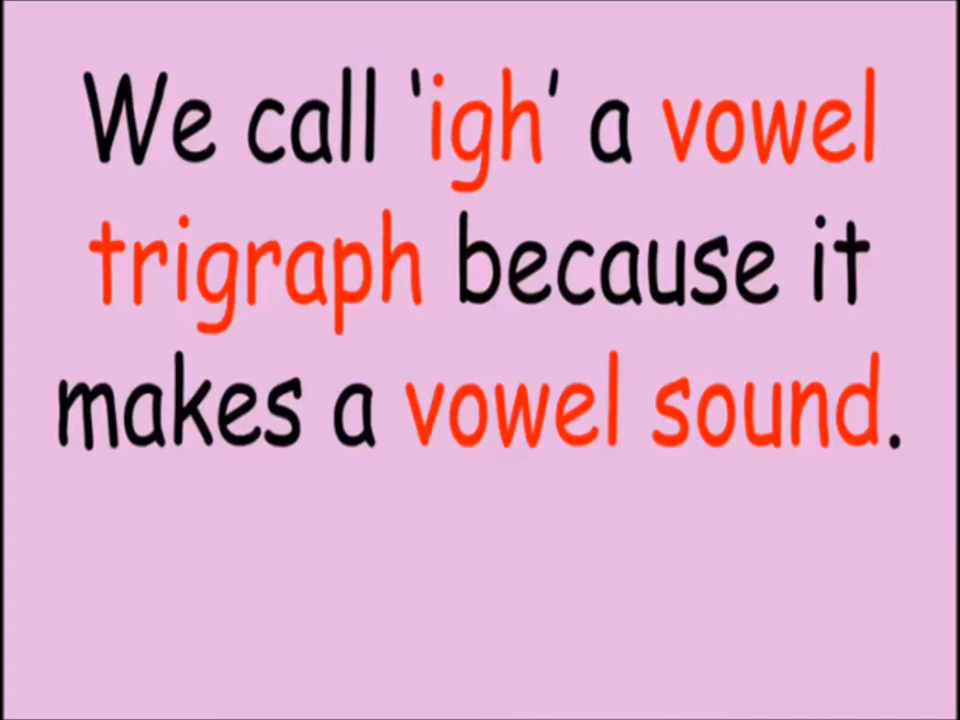 We call ‘igh’ a vowel
trigraph because it
makes a vowel sound.